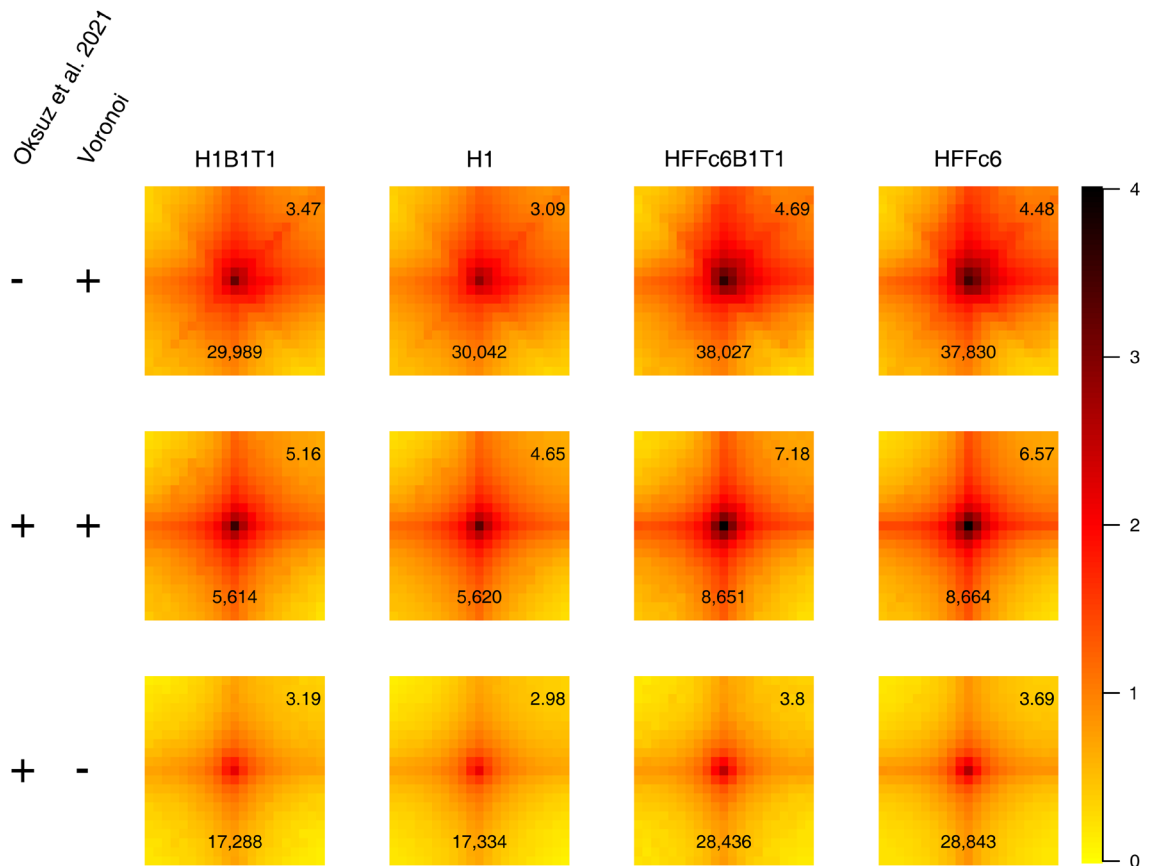 Oksuz et al. 2021
Voronoi
H1B1T1 H1 HFFc6B1T1 HFFc6
- + 3.47 3.09 4.69 4.48
29,989 30,042 38,027 37,830
+ + 5.16 4.65 7.18 6.57
5,614 5,620 8,651 8,664
+ - 3.19 2.98 3.8 3.69
17,288 17,334 28,436 28,843
4
3
2
1
0